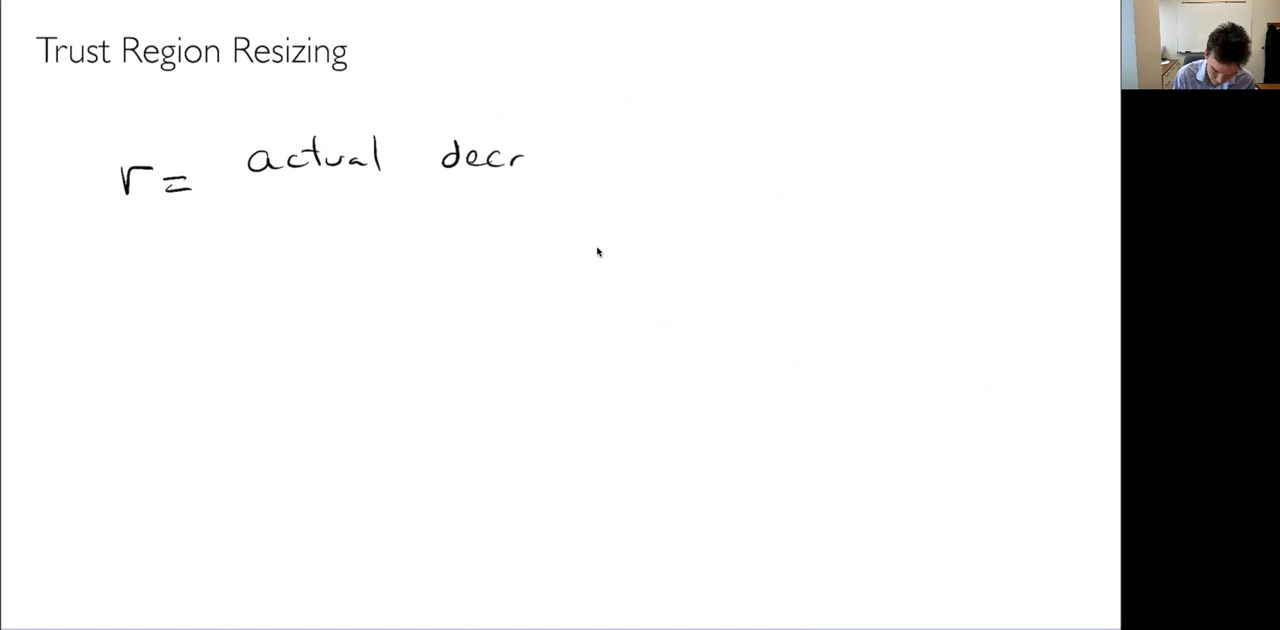 Trust Region Resizing
r = actual decr